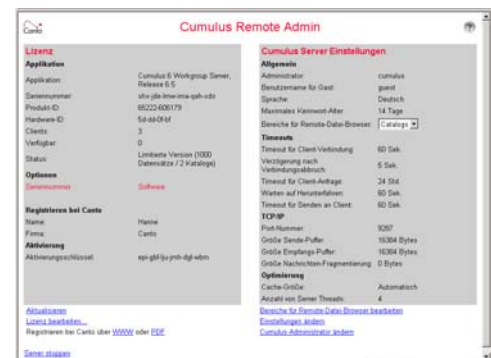 Canto
Cumulus Remote Admin
Lizenz
Applikation
Applikation: Cumulus 6 Workgroup Server, Release 6.5
Seriennummer:
Produkt-ID: 65222-606179
Hardware-ID: 5d-dd-0f-bf
Clients: 3
Verfügbar: 0
Status: Limitierte Version (1000 Datensätze / 2 Kataloge)
Optionen
Seriennummer Software
Registrieren bei Canto
Name: Hanne
Firma: Canto
Aktivierung
Aktivierungsschlüssel:
Aktualisieren
Lizenz bearbeiten...
Registrieren bei Canto über WWW oder PDF
Server stoppen
Cumulus Server Einstellungen
Allgemein
Administrator: cumulus
Benutzername für Gast: guest
Sprache: Deutsch
Maximales Kennwort-Alter 14 Tage
Bereiche für Remote-Datei-Browser: Catalogs
Timeouts
Timeout für Client-Verbindung 60 Sek.
Verzögerung nach Verbindungsabbruch: 5 Sek.
Timeout für Client-Anfrage: 24 Std.
Warten auf Herunterfahren: 60 Sek.
Timeout für Senden an Client: 60 Sek.
TCP/IP
Port-Nummer: 9287
Größe Sende-Puffer: 16384 Bytes
Größe Empfangs-Puffer: 16384 Bytes
Größe Nachrichten-Fragmentierung 0 Bytes
Optimierung
Cache-Größe: Automatisch
Anzahl von Server Threads: 4
Bereiche für Remote-Datei-Browser bearbeiten
Einstellungen ändern
Cumulus Administrator ändern